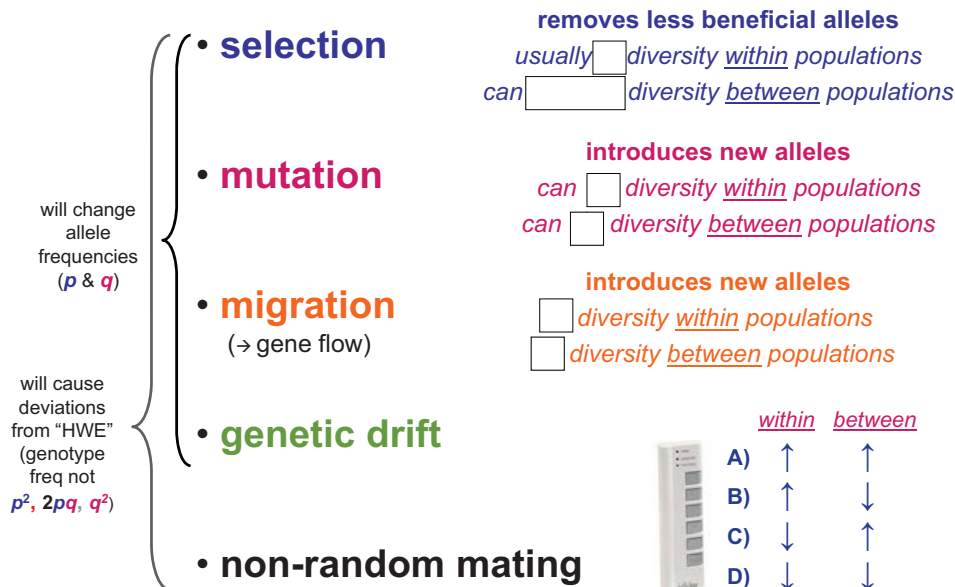 • selection
removes less beneficial alleles
usually diversity within populations
can diversity between populations
• mutation
introduces new alleles
can diversity within populations
can diversity between populations
will change
allele
frequencies
(p & q)
• migration
(→ gene flow)
introduces new alleles
diversity within populations
diversity between populations
will cause
deviations
from “HWE”
(genotype
freq not
p², 2pq, q²)
• genetic drift
within between
A) ↑ ↑
B) ↑ ↓
C) ↓ ↑
D) ↓ ↓
• non-random mating